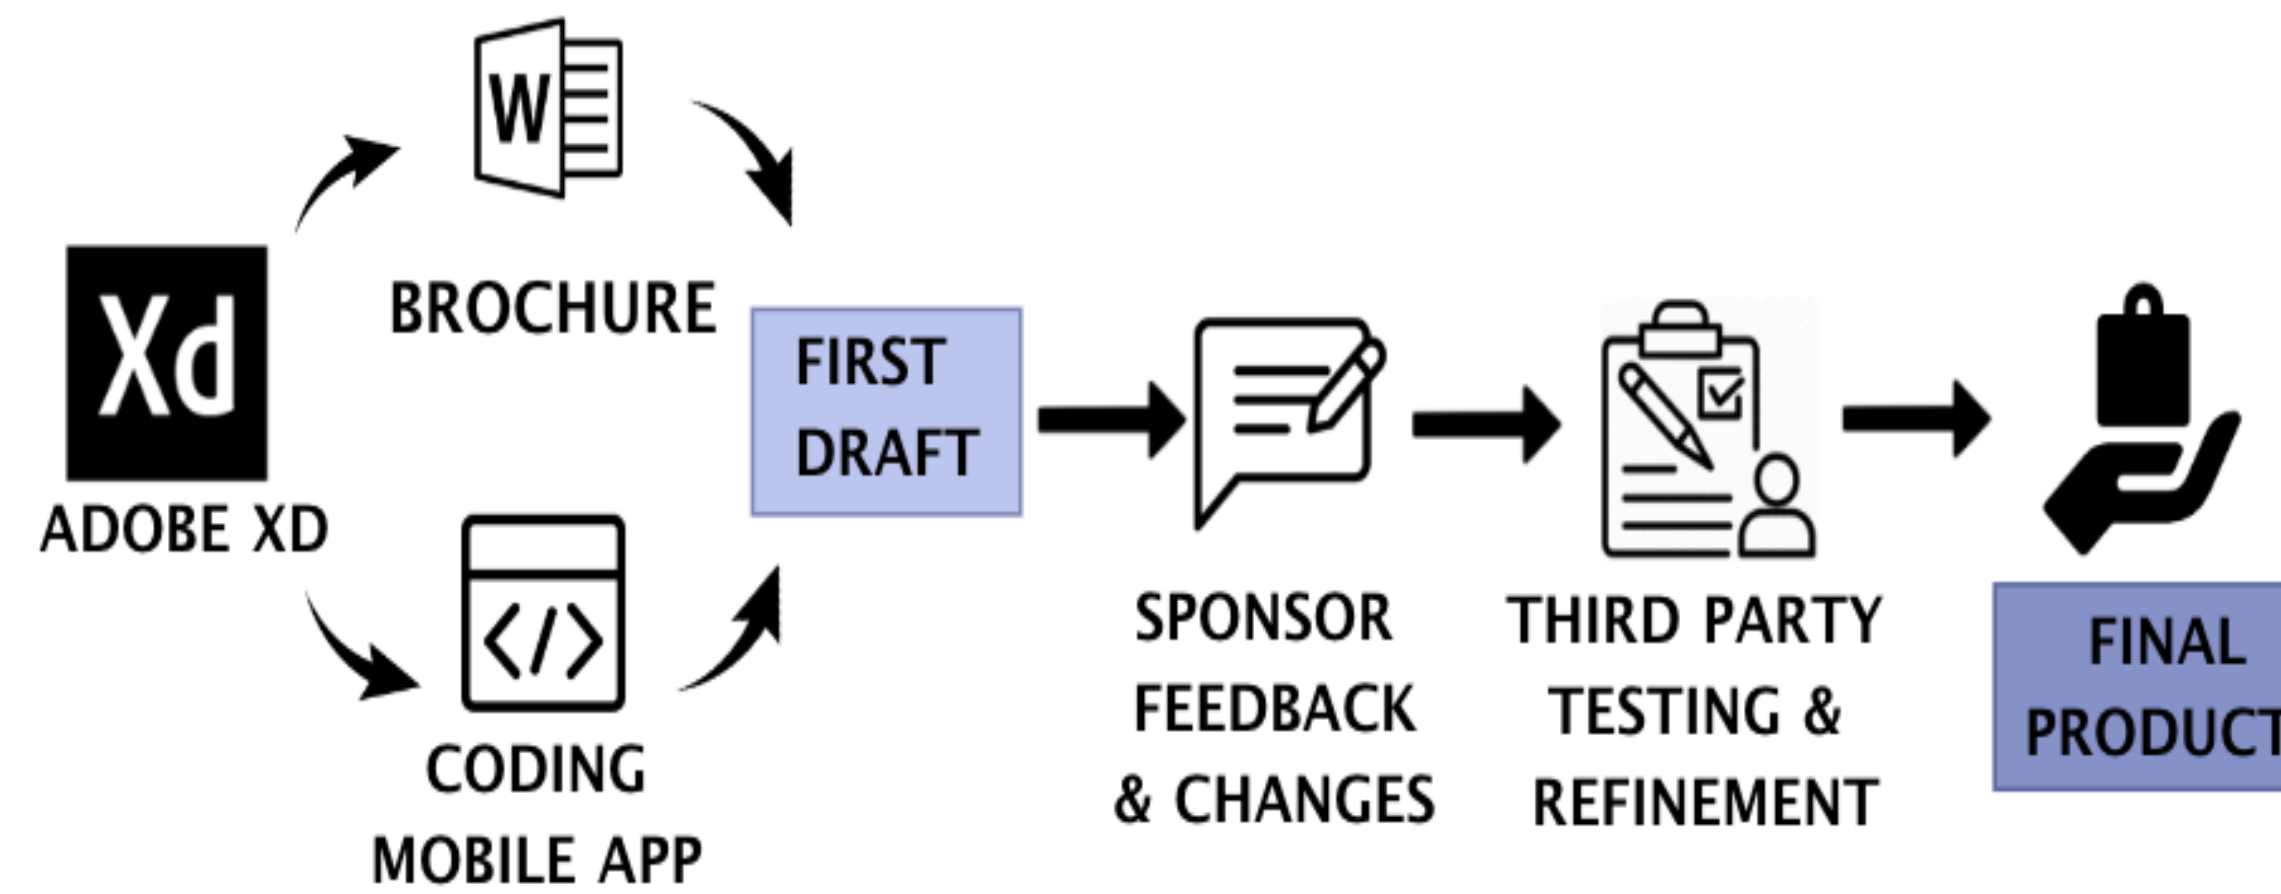 W
BROCHURE
Xd
ADOBE XD
</>
CODING
MOBILE APP
FIRST
DRAFT
SPONSOR
FEEDBACK
& CHANGES
THIRD PARTY
TESTING &
REFINEMENT
FINAL
PRODUCT